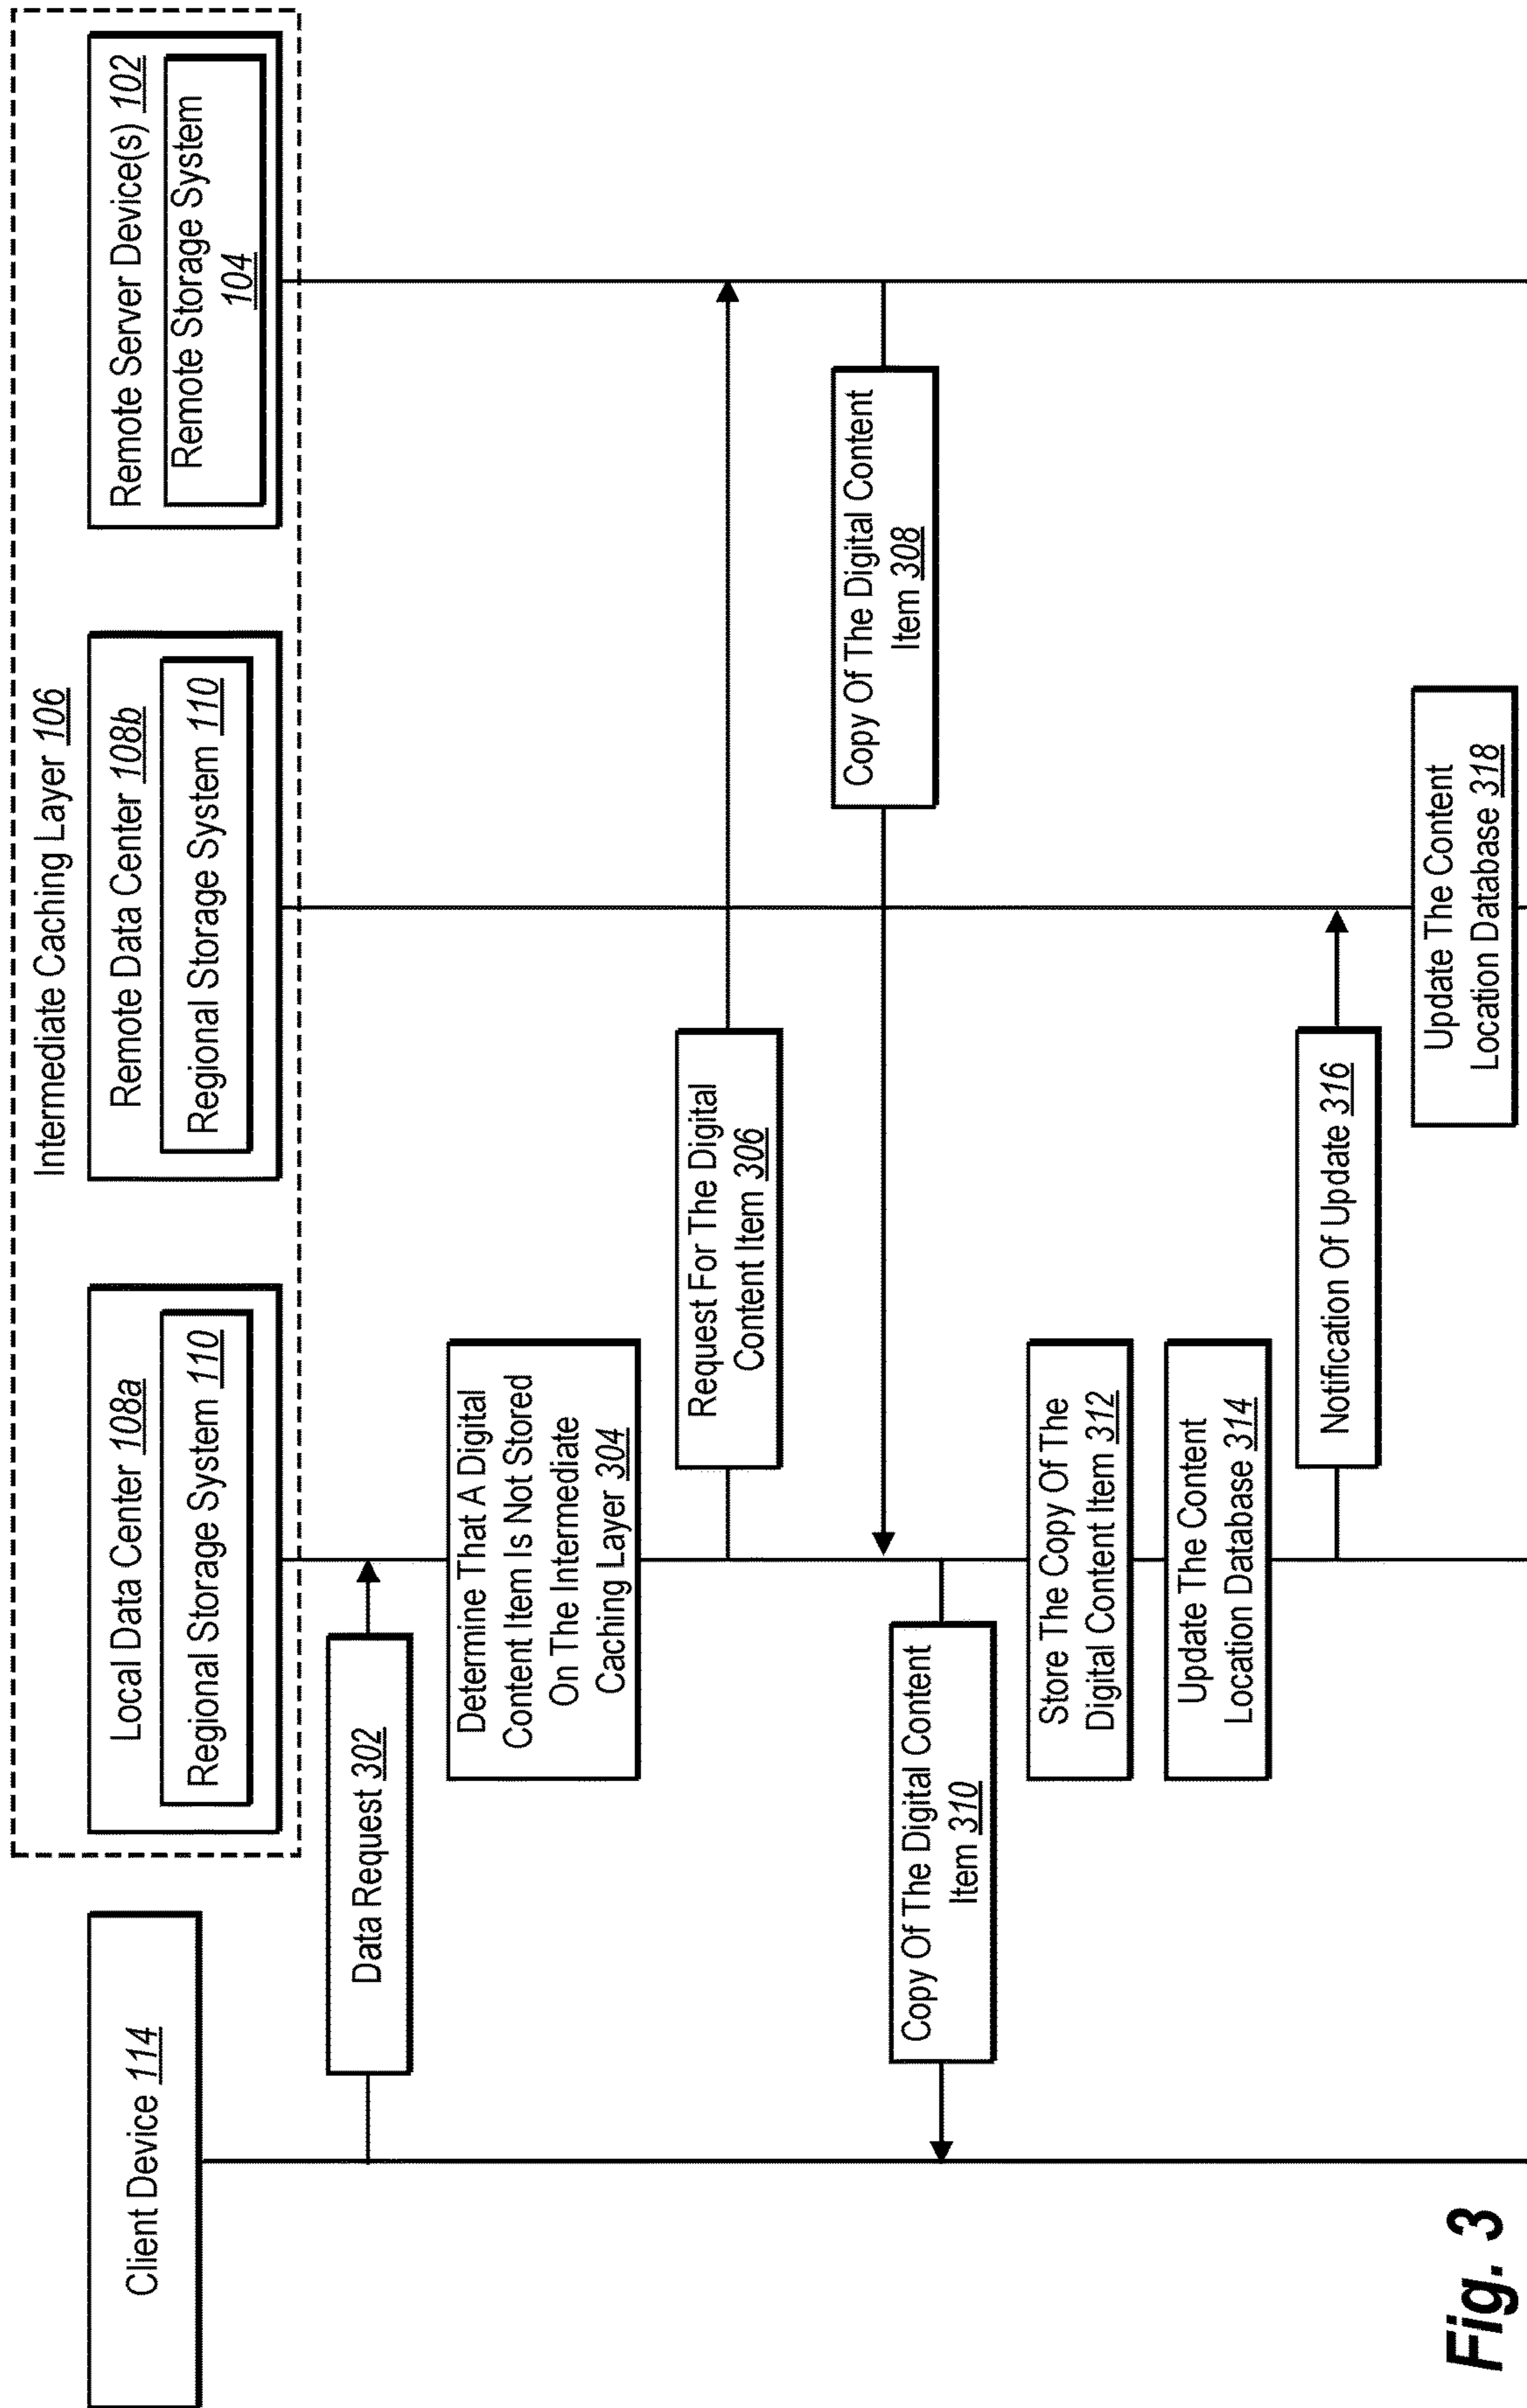 Intermediate Caching Layer 106
Client Device 114
Local Data Center 108a
Regional Storage System 110
Remote Data Center 108b
Regional Storage System 110
Remote Server Device(s) 102
Remote Storage System
104
Data Request 302
Determine That A Digital
Content Item Is Not Stored
On The Intermediate
Caching Layer 304
Request For The Digital
Content Item 306
Copy Of The Digital Content
Item 308
Copy Of The Digital Content
Item 310
Store The Copy Of The
Digital Content Item 312
Update The Content
Location Database 314
Notification Of Update 316
Update The Content
Location Database 318
Fig. 3